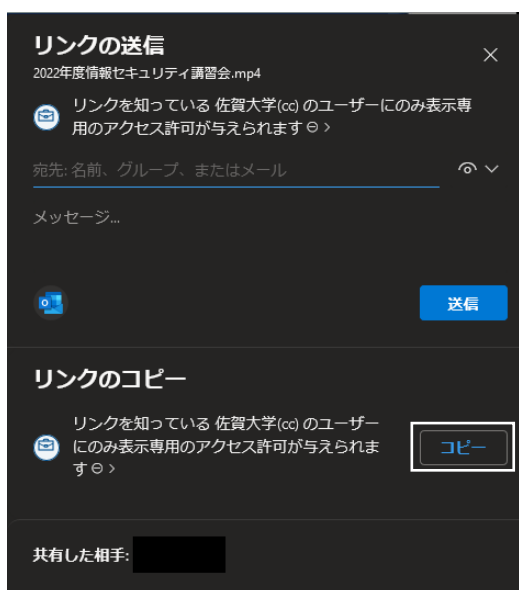 リンクの送信
2022年度情報セキュリティ講習会.mp4
リンクを知っている 佐賀大学(cc) のユーザーにのみ表示専
用のアクセス許可が与えられます
宛先: 名前、グループ、またはメール
メッセージ...
送信
リンクのコピー
リンクを知っている 佐賀大学(cc) のユーザー
にのみ表示専用のアクセス許可が与えられま
す
コピー
共有した相手: